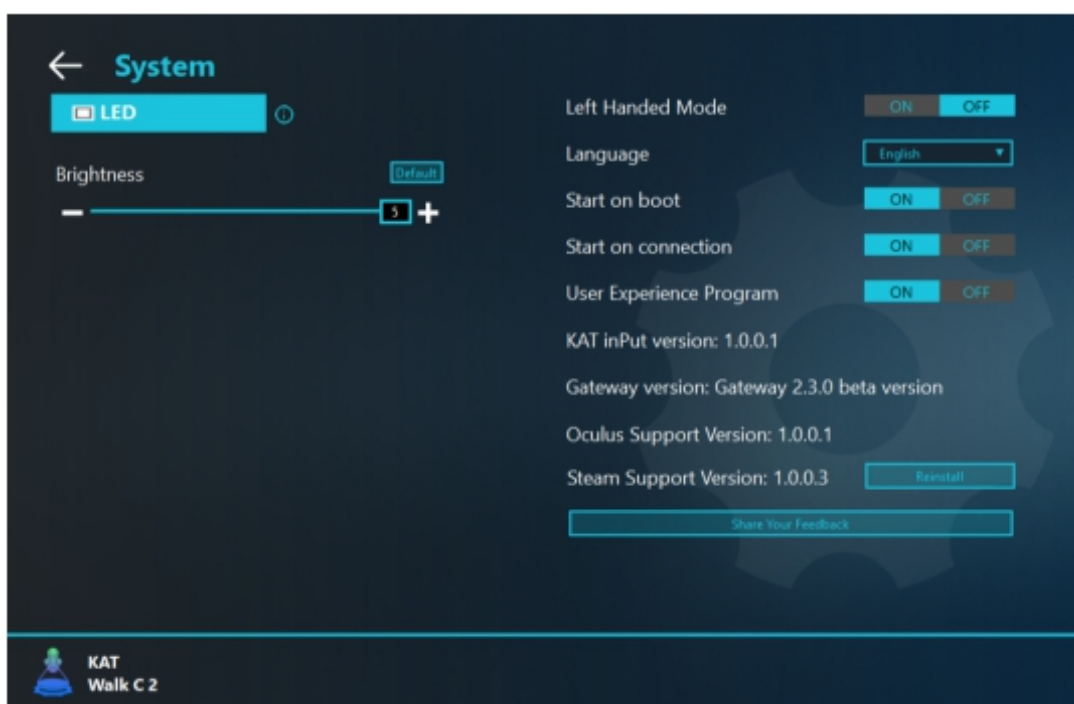 System
LED
Brightness
Default
5
Left Handed Mode
ON OFF
Language
English
Start on boot
ON OFF
Start on connection
ON OFF
User Experience Program
ON OFF
KAT inPut version: 1.0.0.1
Gateway version: Gateway 2.3.0 beta version
Oculus Support Version: 1.0.0.1
Steam Support Version: 1.0.0.3
Reinstall
Share Your Feedback
KAT
Walk C 2